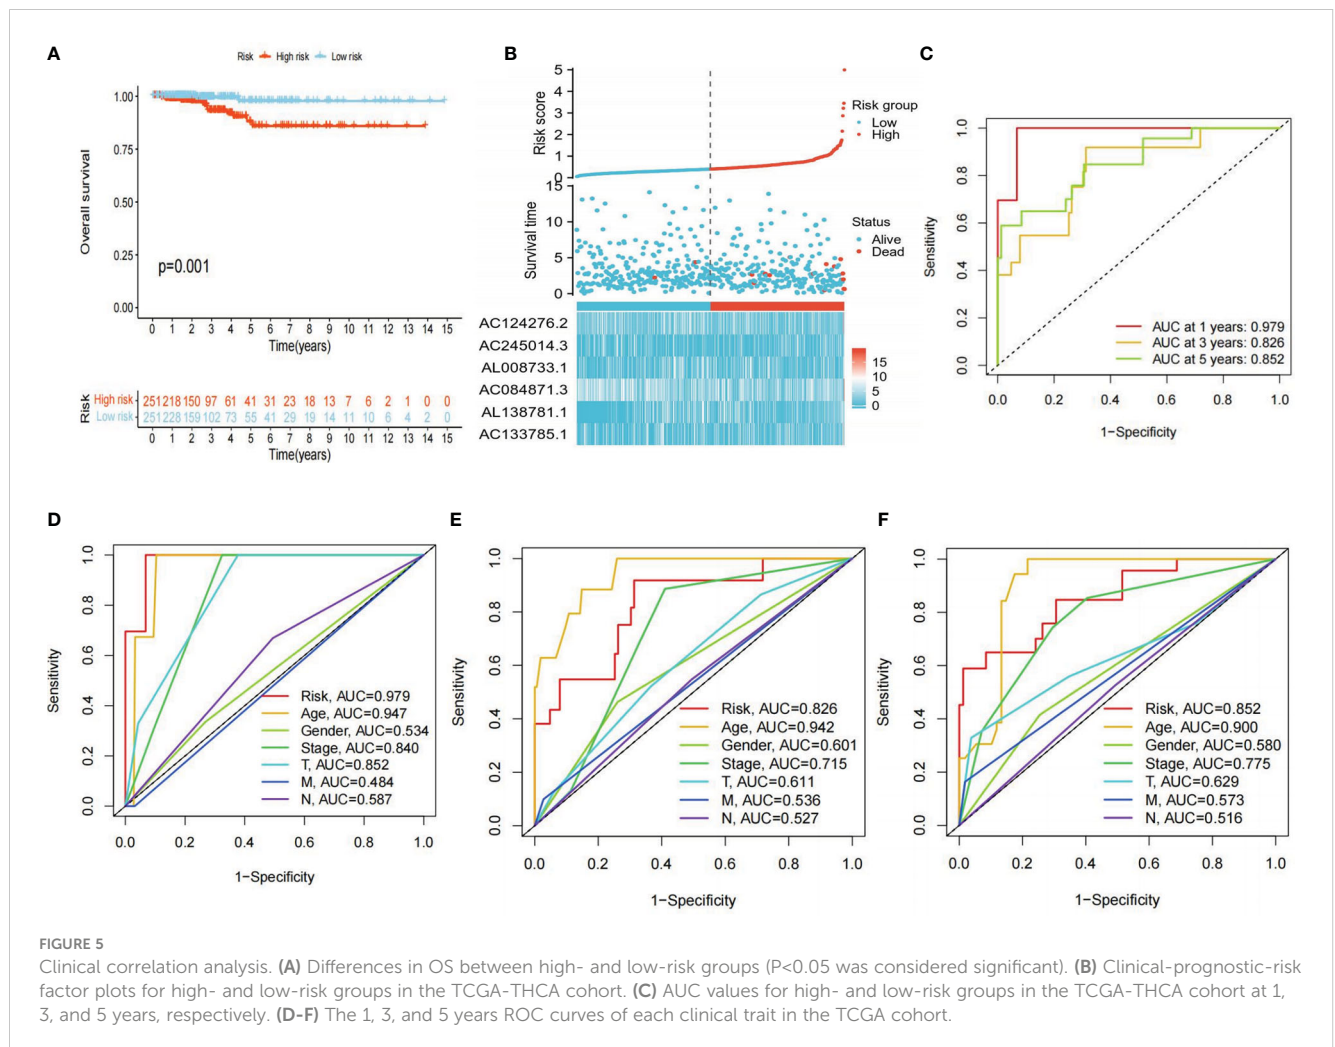 A
Risk High risk Low risk
Overall survival
1.00
0.75
0.50
0.25
0.00
p=0.001
0 1 2 3 4 5 6 7 8 9 10 11 12 13 14 15
Time(years)
Risk
High risk 251 218 150 97 61 41 31 23 18 13 7 6 2 1 0 0
Low risk 251 228 159 102 73 55 41 29 19 14 11 10 6 4 2 0
0 1 2 3 4 5 6 7 8 9 10 11 12 13 14 15
Time(years)
B
Risk score
5
4
3
2
1
0
Risk group
Low
High
Survival time
15
10
5
0
Status
Alive
Dead
AC124276.2
AC245014.3
AL008733.1
AC084871.3
AL138781.1
AC133785.1
15
10
5
0
C
Sensitivity
1.0
0.8
0.6
0.4
0.2
0.0
AUC at 1 years: 0.979
AUC at 3 years: 0.826
AUC at 5 years: 0.852
0.0 0.2 0.4 0.6 0.8 1.0
1−Specificity
D
Sensitivity
1.0
0.8
0.6
0.4
0.2
0.0
Risk, AUC=0.979
Age, AUC=0.947
Gender, AUC=0.534
Stage, AUC=0.840
T, AUC=0.852
M, AUC=0.484
N, AUC=0.587
0.0 0.2 0.4 0.6 0.8 1.0
1−Specificity
E
Sensitivity
1.0
0.8
0.6
0.4
0.2
0.0
Risk, AUC=0.826
Age, AUC=0.942
Gender, AUC=0.601
Stage, AUC=0.715
T, AUC=0.611
M, AUC=0.536
N, AUC=0.527
0.0 0.2 0.4 0.6 0.8 1.0
1−Specificity
F
Sensitivity
1.0
0.8
0.6
0.4
0.2
0.0
Risk, AUC=0.852
Age, AUC=0.900
Gender, AUC=0.580
Stage, AUC=0.775
T, AUC=0.629
M, AUC=0.573
N, AUC=0.516
0.0 0.2 0.4 0.6 0.8 1.0
1−Specificity
FIGURE 5
Clinical correlation analysis. (A) Differences in OS between high- and low-risk groups (P<0.05 was considered significant). (B) Clinical-prognostic-risk
factor plots for high- and low-risk groups in the TCGA-THCA cohort. (C) AUC values for high- and low-risk groups in the TCGA-THCA cohort at 1,
3, and 5 years, respectively. (D-F) The 1, 3, and 5 years ROC curves of each clinical trait in the TCGA cohort.